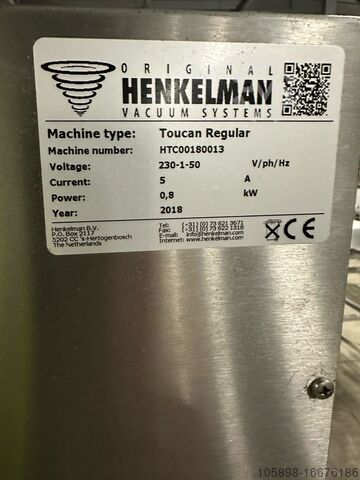 ORIGINAL
HENKELMAN
VACUUM SYSTEMS
Machine type: Toucan Regular
Machine number: HTC00180013
Voltage: 230-1-50 V/ph/Hz
Current: 5 A
Power: 0,8 kW
Year: 2018
Henkelman B.V.
P.O. Box 2117
5202 CC 's-Hertogenbosch
The Netherlands
Tel: (+31) (0) 73 621 3671
Fax: (+31) (0) 73 622 1318
E-mail: info@henkelman.com
Internet: www.henkelman.com
CE
105898-16676186